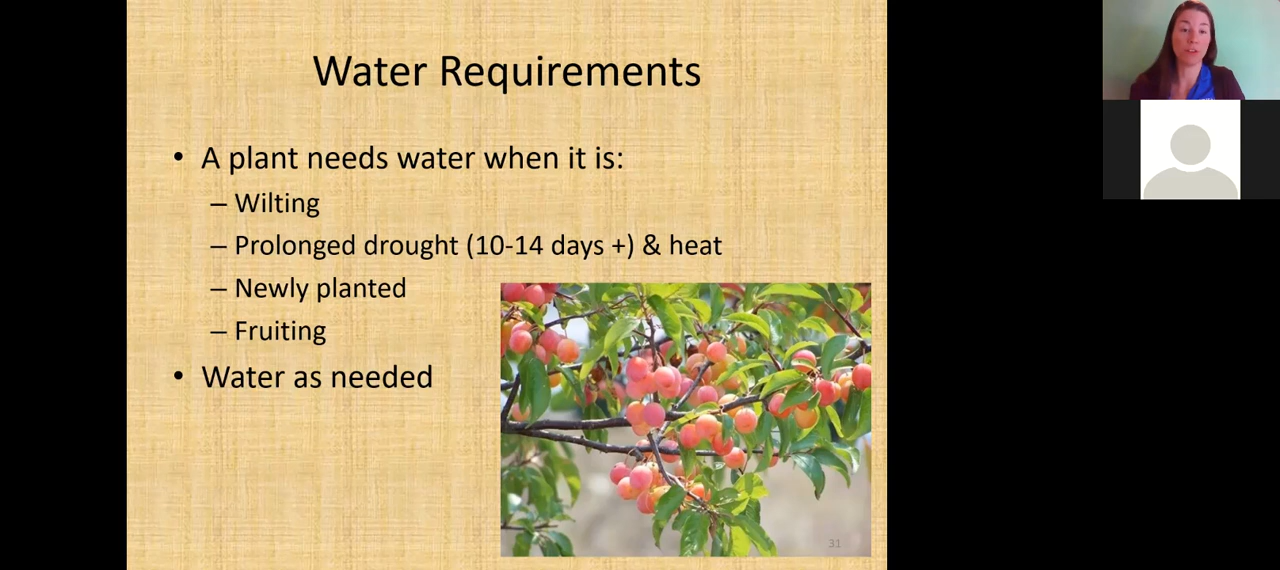 Water Requirements
• A plant needs water when it is:
– Wilting
– Prolonged drought (10-14 days +) & heat
– Newly planted
– Fruiting
• Water as needed
31